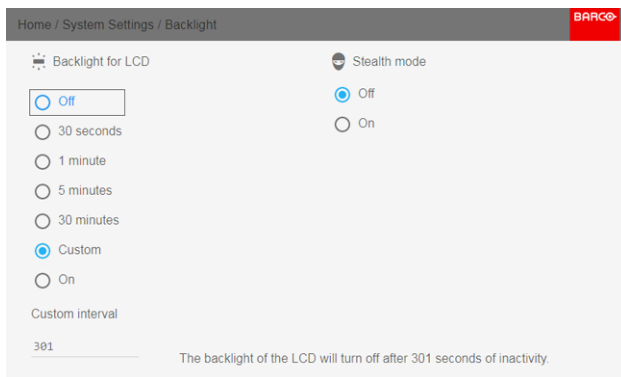 Home / System Settings / Backlight
BARCO
Backlight for LCD
Off
30 seconds
1 minute
5 minutes
30 minutes
Custom
On
Custom interval
301
Stealth mode
Off
On
The backlight of the LCD will turn off after 301 seconds of inactivity.